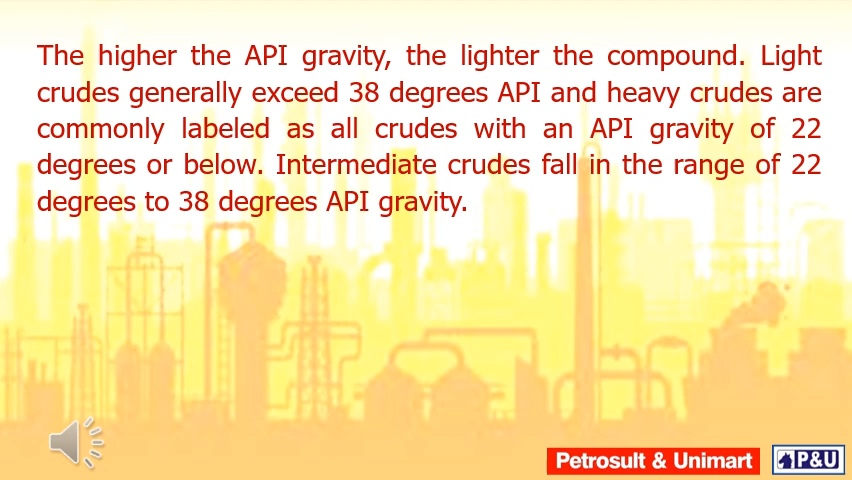 The higher the API gravity, the lighter the compound. Light
crudes generally exceed 38 degrees API and heavy crudes are
commonly labeled as all crudes with an API gravity of 22
degrees or below. Intermediate crudes fall in the range of 22
degrees to 38 degrees API gravity.
Petrosult & Unimart
P&U